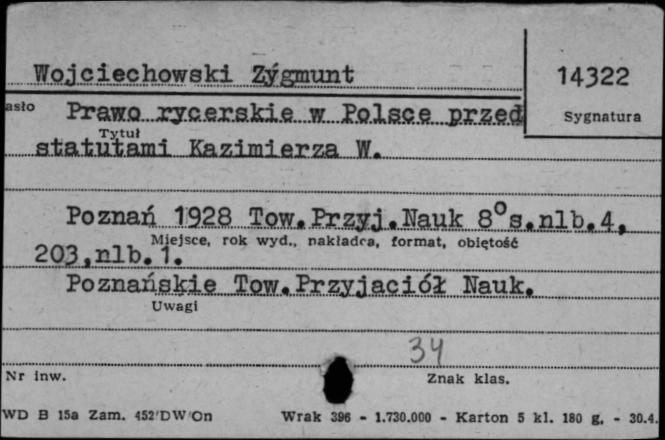 Wojciechowski Zýgmunt
14322
asło
Prawo rycerskie w Polsce przed
Sygnatura
Tytuł
statutami Kazimierza W.
Poznań 1928 Tow.Przyj.Nauk 8° s.nlb.4,
Miejsce, rok wyd., nakładca, format, obiętość
203,nlb.1.
Poznańskie Tow.Przyjaciół Nauk.
Uwagi
34
Nr inw.
Znak klas.
WD B 15a Zam. 452/DW/On Wrak 396 - 1.730.000 - Karton 5 kl. 180 g. - 30.4.